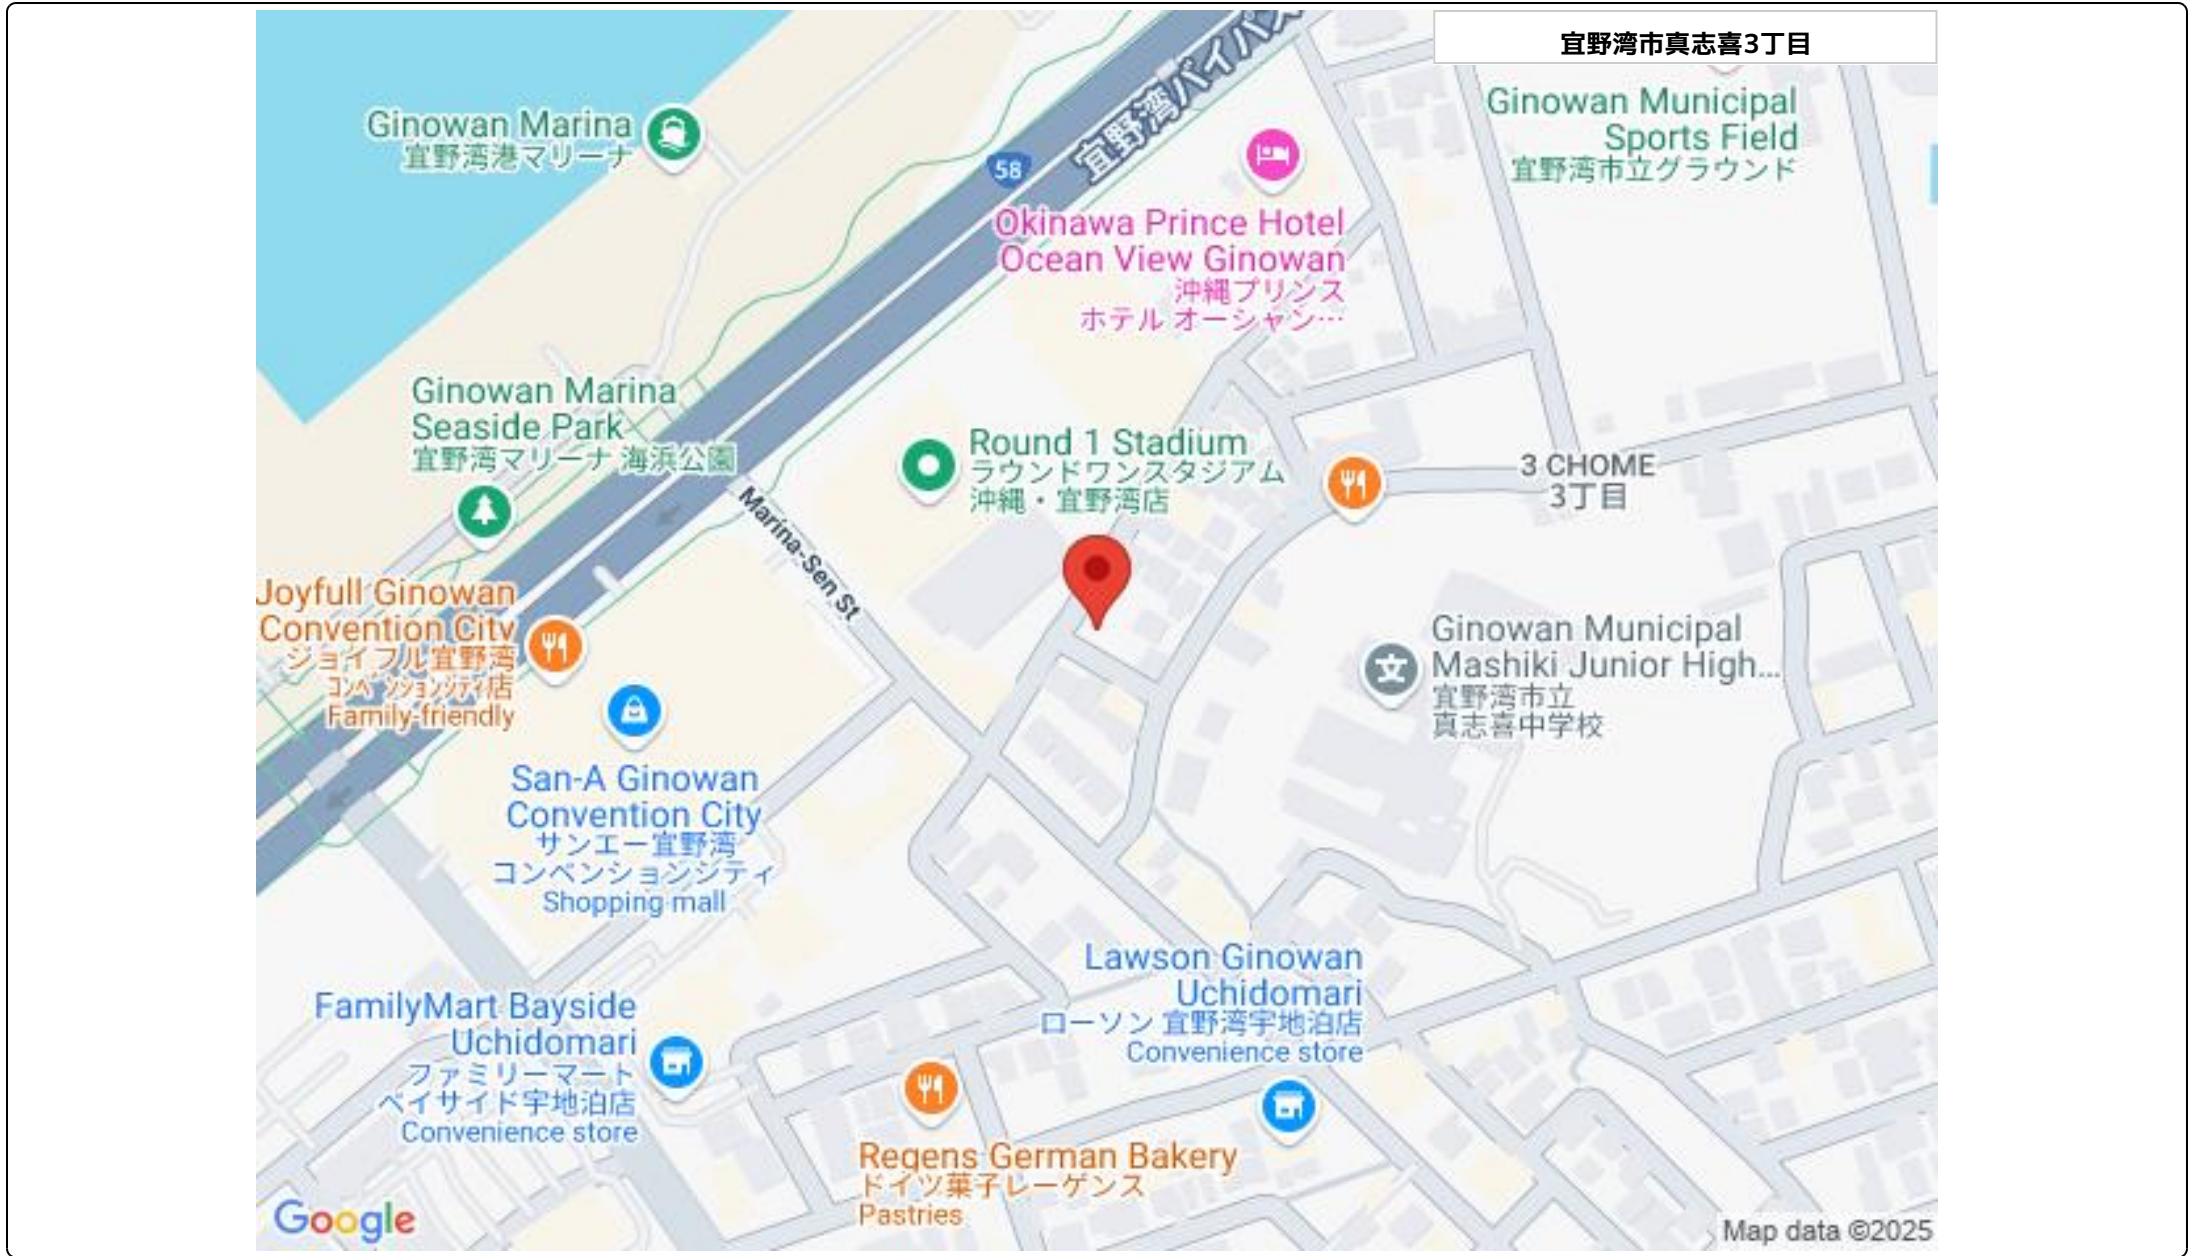 宜野湾市真志喜3丁目
宜野湾バイパス
Ginowan Marina
宜野湾港マリーナ
58
Ginowan Municipal
Sports Field
宜野湾市立グラウンド
Okinawa Prince Hotel
Ocean View Ginowan
沖縄プリンス
ホテル オーシャン…
Ginowan Marina
Seaside Park
宜野湾マリーナ 海浜公園
Round 1 Stadium
ラウンドワンスタジアム
沖縄・宜野湾店
3 CHOME
3丁目
Marina-Sen St
Joyfull Ginowan
Convention City
ジョイフル宜野湾
コンベンションシティ店
Family-friendly
文
Ginowan Municipal
Mashiki Junior High...
宜野湾市立
真志喜中学校
San-A Ginowan
Convention City
サンエー宜野湾
コンベンションシティ
Shopping mall
Lawson Ginowan
Uchidomari
ローソン 宜野湾宇地泊店
Convenience store
FamilyMart Bayside
Uchidomari
ファミリーマート
ベイサイド宇地泊店
Convenience store
Regens German Bakery
ドイツ菓子レーゲンス
Pastries
Google
Map data ©2025